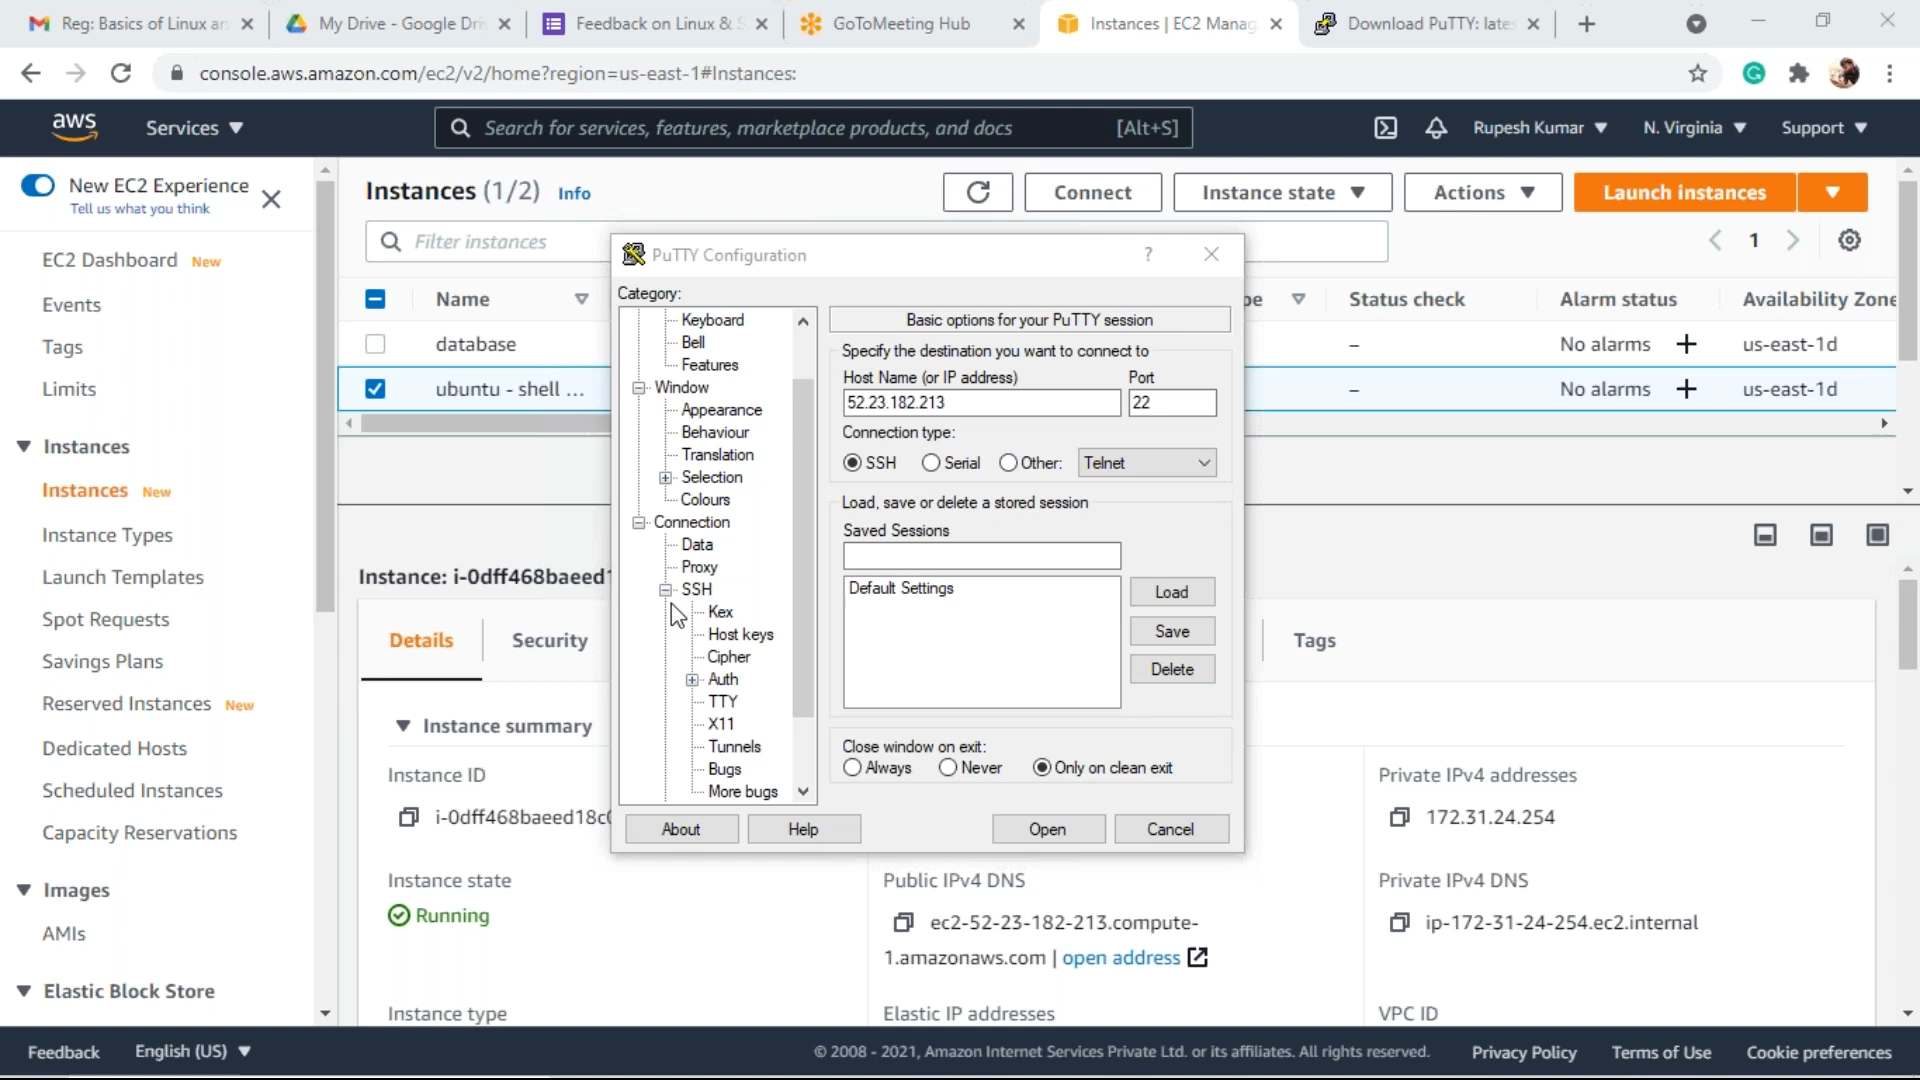 Reg: Basics of Linux an
My Drive - Google Dri
Feedback on Linux & S
GoToMeeting Hub
Instances | EC2 Manag
Download PuTTY: lates
console.aws.amazon.com/ec2/v2/home?region=us-east-1#Instances:
aws
Services
Search for services, features, marketplace products, and docs
[Alt+S]
Rupesh Kumar
N. Virginia
Support
New EC2 Experience
Tell us what you think
EC2 Dashboard New
Events
Tags
Limits
Instances
Instances New
Instance Types
Launch Templates
Spot Requests
Savings Plans
Reserved Instances New
Dedicated Hosts
Scheduled Instances
Capacity Reservations
Images
AMIs
Elastic Block Store
Instances (1/2) Info
Connect
Instance state
Actions
Launch instances
Filter instances
1
Name
pe
Status check
Alarm status
Availability Zone
database
–
No alarms +
us-east-1d
ubuntu - shell ...
–
No alarms +
us-east-1d
Instance: i-0dff468baeed1
Details
Security
Tags
Instance summary
Instance ID
i-0dff468baeed18c0
Private IPv4 addresses
172.31.24.254
Instance state
Running
Public IPv4 DNS
ec2-52-23-182-213.compute-
1.amazonaws.com | open address
Private IPv4 DNS
ip-172-31-24-254.ec2.internal
Instance type
Elastic IP addresses
VPC ID
PuTTY Configuration
?
Category:
Keyboard
Bell
Features
Window
Appearance
Behaviour
Translation
Selection
Colours
Connection
Data
Proxy
SSH
Kex
Host keys
Cipher
Auth
TTY
X11
Tunnels
Bugs
More bugs
Basic options for your PuTTY session
Specify the destination you want to connect to
Host Name (or IP address)
Port
52.23.182.213
22
Connection type:
SSH
Serial
Other:
Telnet
Load, save or delete a stored session
Saved Sessions
Default Settings
Load
Save
Delete
Close window on exit:
Always
Never
Only on clean exit
About
Help
Open
Cancel
Feedback
English (US)
© 2008 - 2021, Amazon Internet Services Private Ltd. or its affiliates. All rights reserved.
Privacy Policy
Terms of Use
Cookie preferences